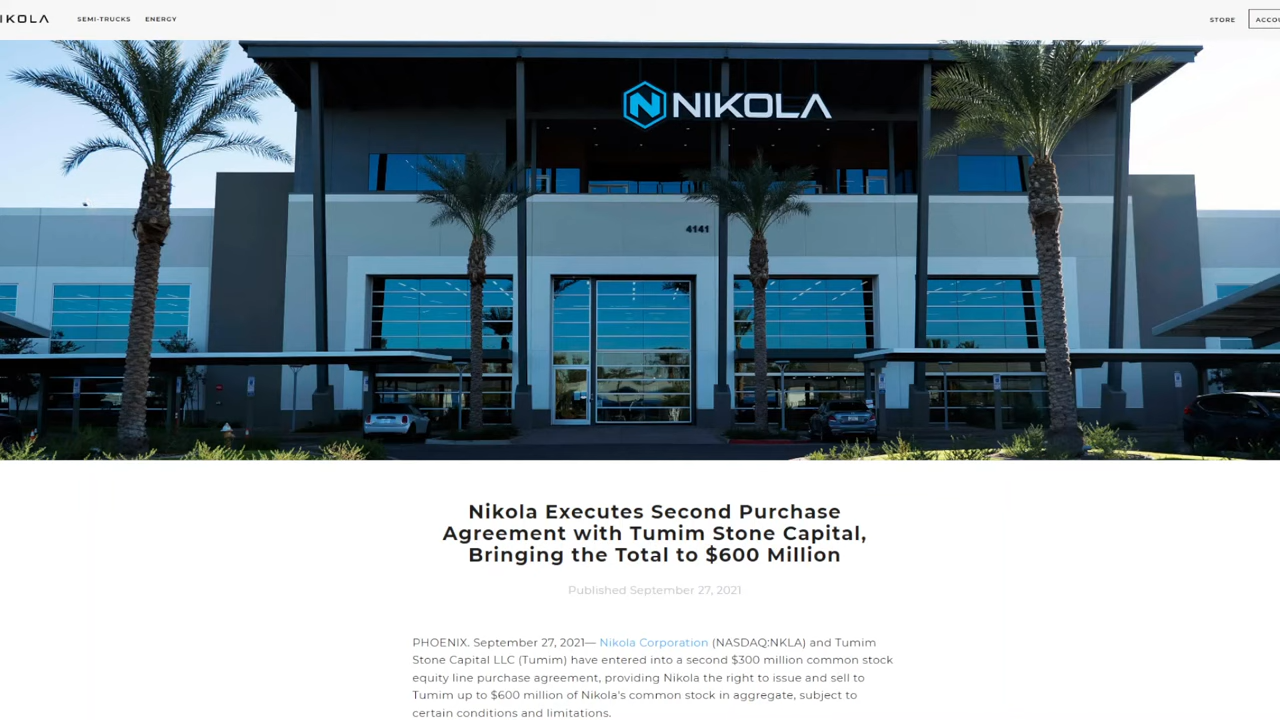 IKOLA SEMI-TRUCKS ENERGY STORE ACCOU
NIKOLA
4141
Nikola Executes Second Purchase
Agreement with Tumim Stone Capital,
Bringing the Total to $600 Million
Published September 27, 2021
PHOENIX. September 27, 2021— Nikola Corporation (NASDAQ:NKLA) and Tumim
Stone Capital LLC (Tumim) have entered into a second $300 million common stock
equity line purchase agreement, providing Nikola the right to issue and sell to
Tumim up to $600 million of Nikola's common stock in aggregate, subject to
certain conditions and limitations.